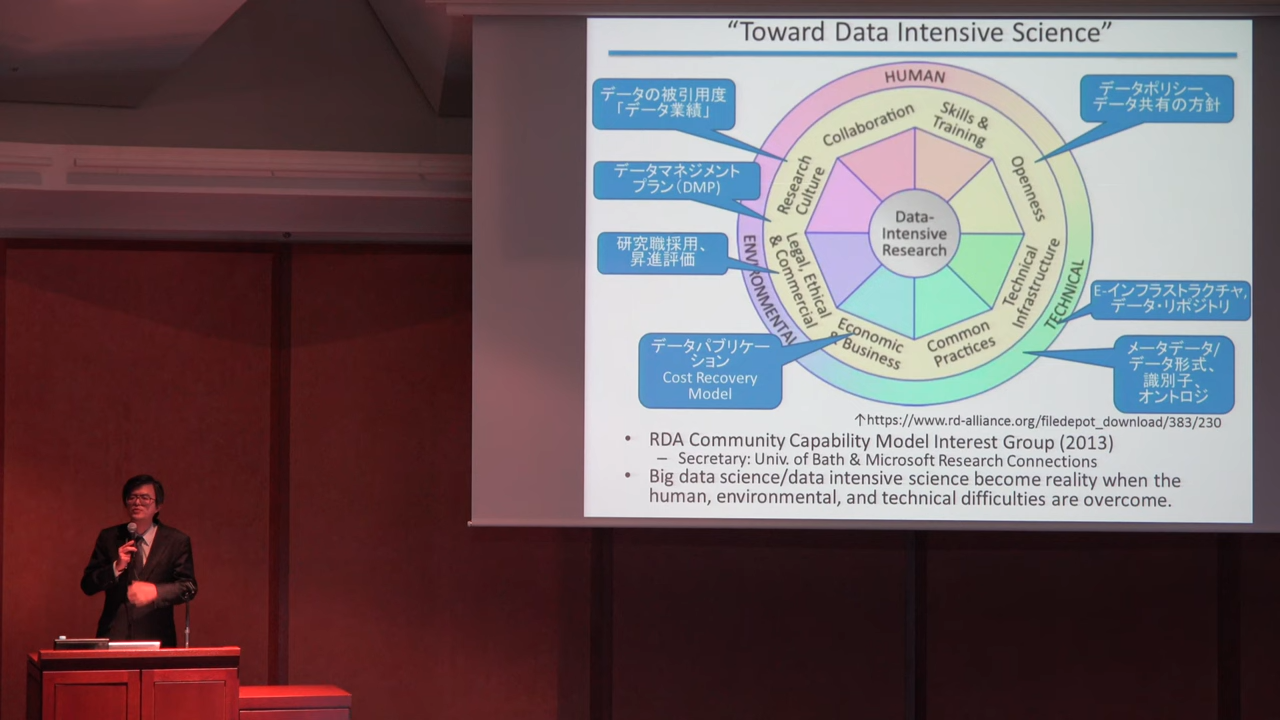 “Toward Data Intensive Science”
データの被引用度
「データ業績」
データマネジメント
プラン(DMP)
研究職採用、
昇進評価
データパブリケー
ション
Cost Recovery
Model
データポリシー、
データ共有の方針
E-インフラストラクチャ,
データ・リポジトリ
メータデータ/
データ形式、
識別子、
オントロジ
HUMAN
TECHNICAL
ENVIRONMENTAL
Collaboration
Skills &
Training
Openness
Technical
Infrastructure
Common
Practices
Economic
& Business
Legal, Ethical
& Commercial
Research
Culture
Data-
Intensive
Research
↑https://www.rd-alliance.org/filedepot_download/383/230
• RDA Community Capability Model Interest Group (2013)
– Secretary: Univ. of Bath & Microsoft Research Connections
• Big data science/data intensive science become reality when the
human, environmental, and technical difficulties are overcome.